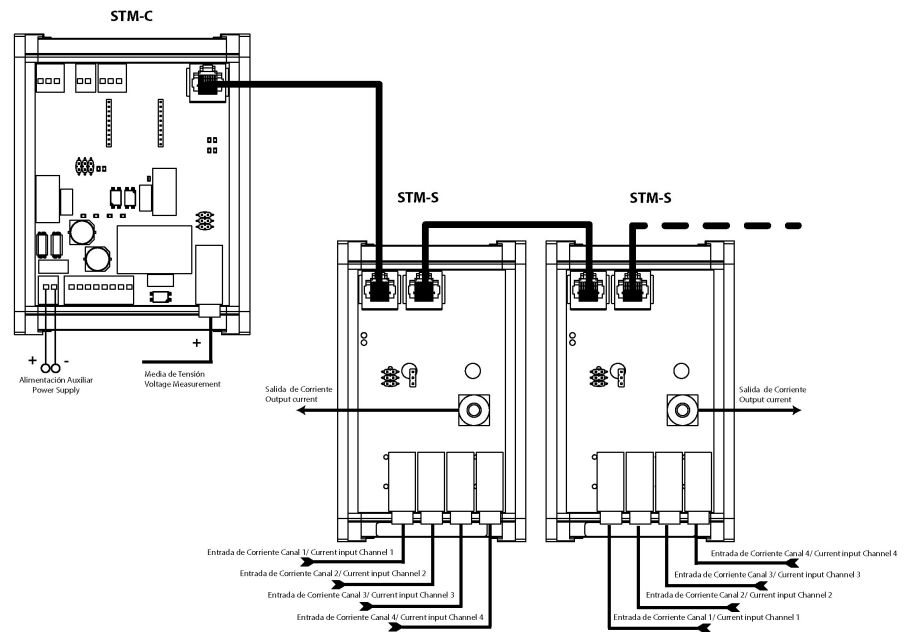 STM-C
STM-S
STM-S
+
+
-
Alimentación Auxiliar
Power Supply
Media de Tensión
Voltage Measurement
Salida de Corriente
Output current
Salida de Corriente
Output current
Entrada de Corriente Canal 1/ Current input Channel 1
Entrada de Corriente Canal 2/ Current input Channel 2
Entrada de Corriente Canal 3/ Current input Channel 3
Entrada de Corriente Canal 4/ Current input Channel 4
Entrada de Corriente Canal 4/ Current input Channel 4
Entrada de Corriente Canal 3/ Current input Channel 3
Entrada de Corriente Canal 2/ Current input Channel 2
Entrada de Corriente Canal 1/ Current input Channel 1